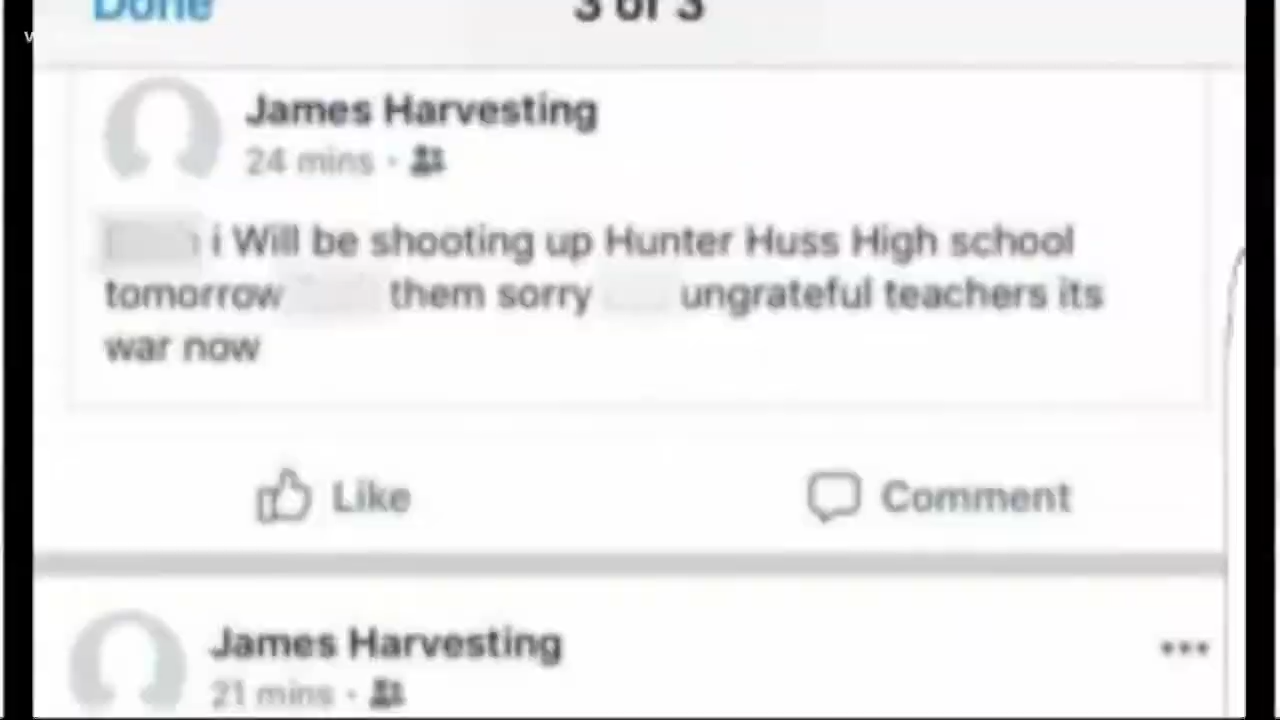 Done
3 of 3
James Harvesting
24 mins ·
i Will be shooting up Hunter Huss High school
tomorrow them sorry ungrateful teachers its
war now
Like
Comment
James Harvesting
21 mins ·